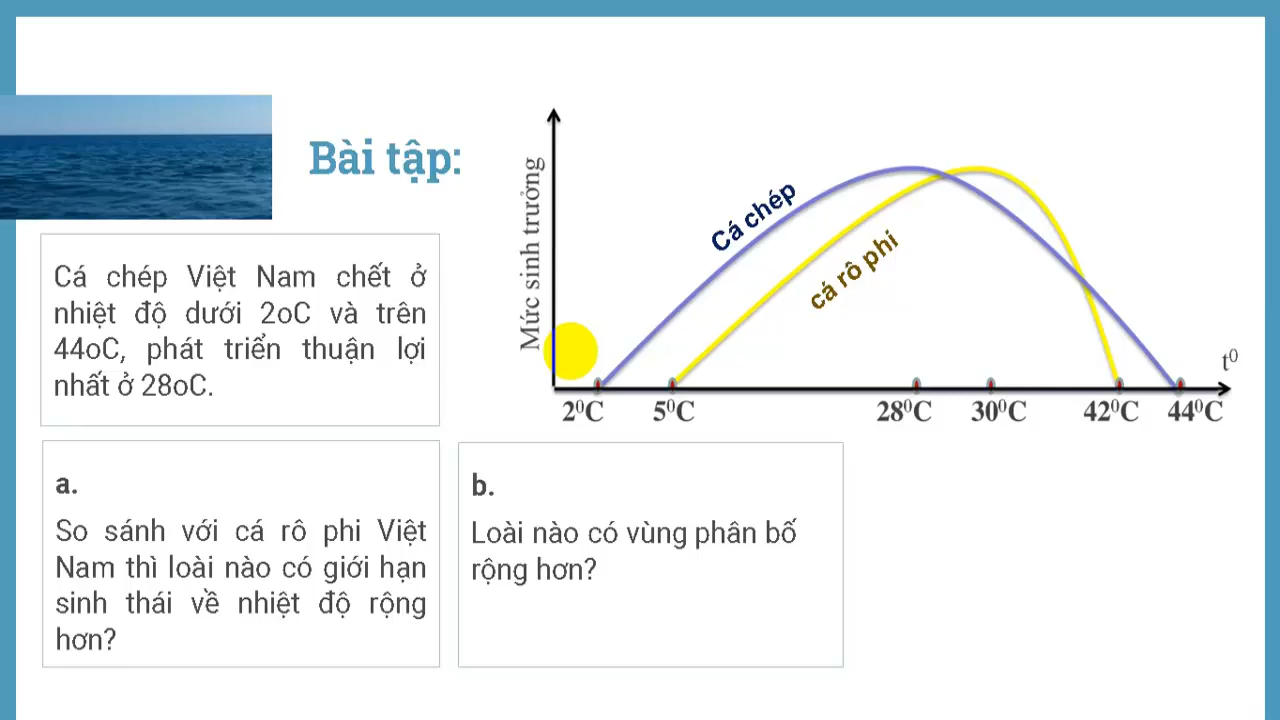 Bài tập:
Cá chép Việt Nam chết ở
nhiệt độ dưới 2oC và trên
44oC, phát triển thuận lợi
nhất ở 28oC.
Mức sinh trưởng
Cá chép
cá rô phi
t⁰
2⁰C 5⁰C 28⁰C 30⁰C 42⁰C 44⁰C
a.
So sánh với cá rô phi Việt
Nam thì loài nào có giới hạn
sinh thái về nhiệt độ rộng
hơn?
b.
Loài nào có vùng phân bố
rộng hơn?